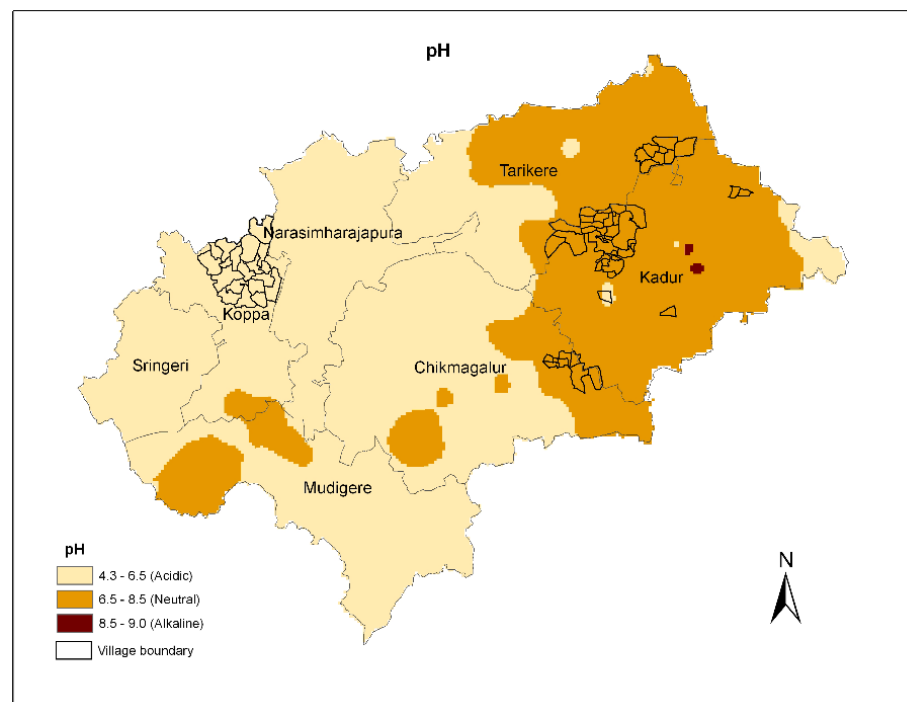 pH
Tarikere
Narasimharajapura
Kadur
Koppa
Sringeri
Chikmagalur
Mudigere
pH
4.3 - 6.5 (Acidic)
6.5 - 8.5 (Neutral)
8.5 - 9.0 (Alkaline)
Village boundary
N